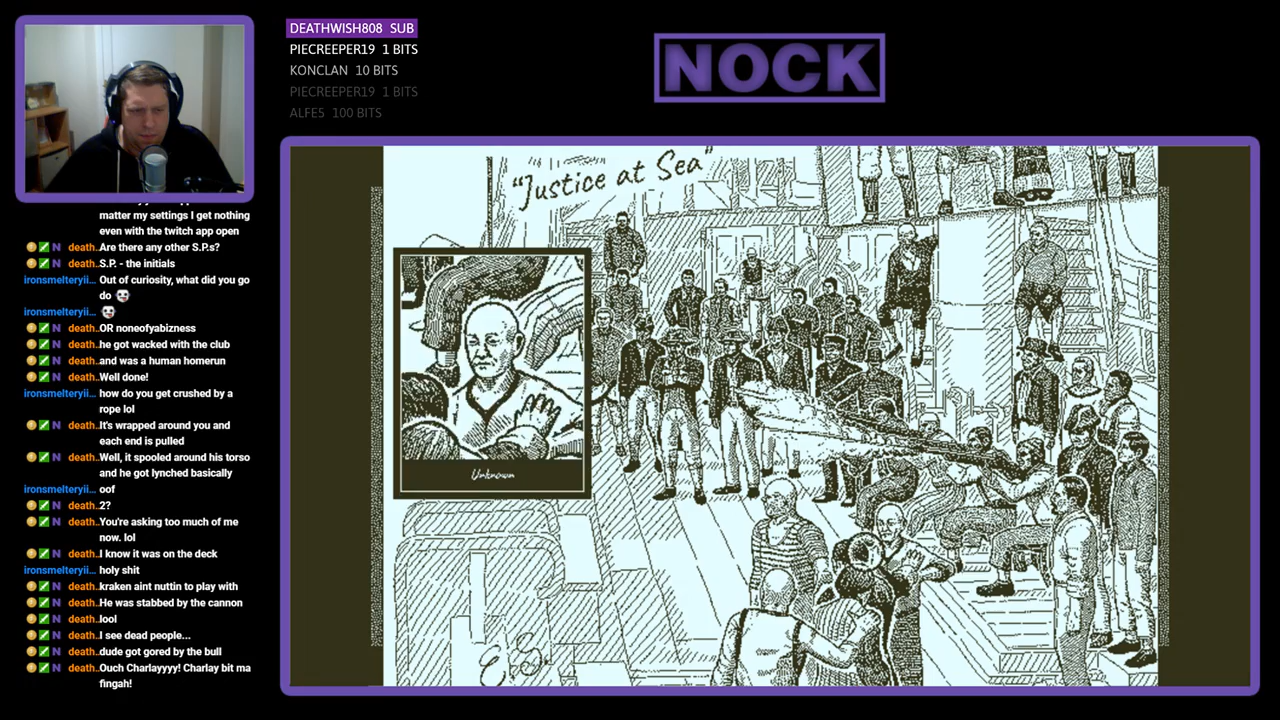 DEATHWISH808 SUB
PIECREEPER19 1 BITS
KONCLAN 10 BITS
PIECREEPER19 1 BITS
ALFE5 100 BITS
NOCK
matter my settings I get nothing
even with the twitch app open
death.. Are there any other S.P.s?
death.. S.P. - the initials
ironsmelteryii... Out of curiosity, what did you go
do
ironsmelteryii...
death.. OR noneofyabizness
death.. he got wacked with the club
death.. and was a human homerun
death.. Well done!
ironsmelteryii... how do you get crushed by a
rope lol
death.. It's wrapped around you and
each end is pulled
death.. Well, it spooled around his torso
and he got lynched basically
ironsmelteryii... oof
death.. 2?
death.. You're asking too much of me
now. lol
death.. I know it was on the deck
ironsmelteryii... holy shit
death.. kraken aint nuttin to play with
death.. He was stabbed by the cannon
death.. lool
death.. I see dead people...
death.. dude got gored by the bull
death.. Ouch Charlayyyy! Charlay bit ma
fingah!
"Justice at Sea"
Unknown
E.S.